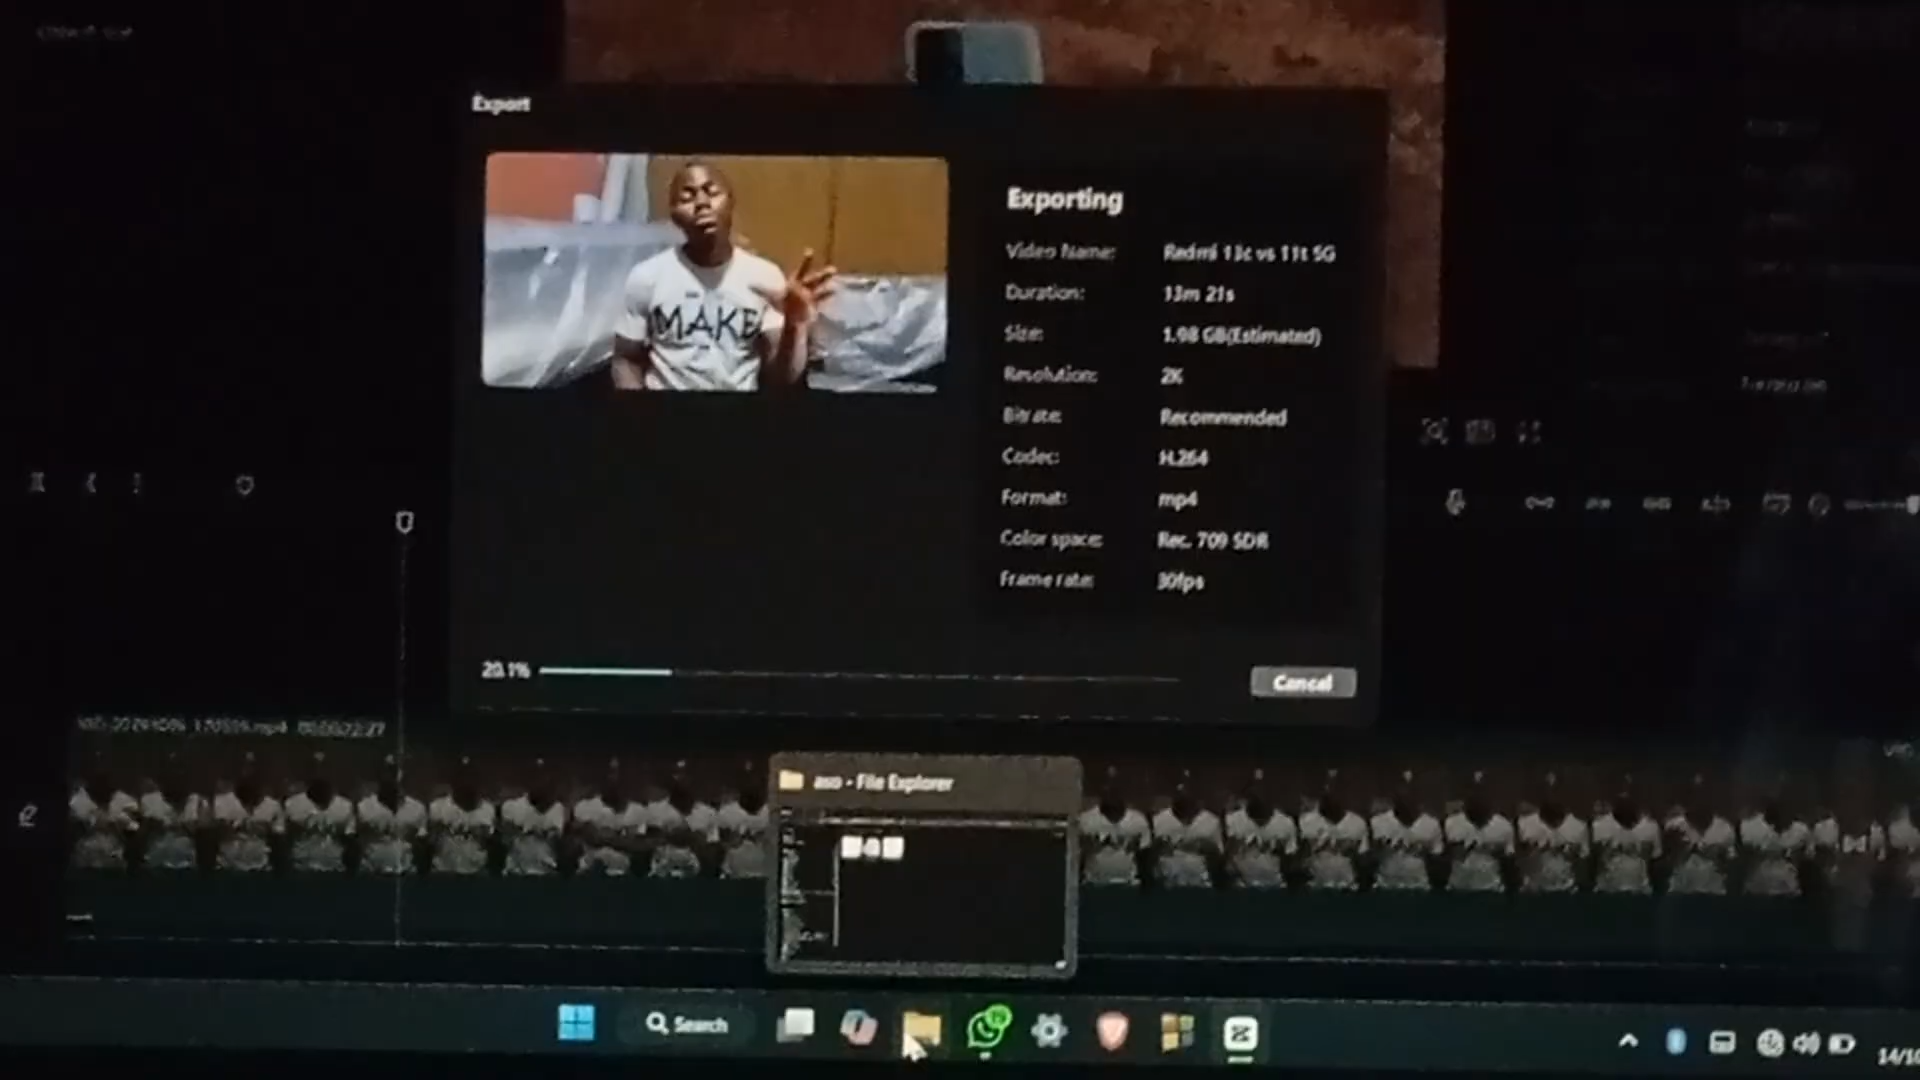 Export
MAKE
Exporting
Video Name: Redmi 13c vs 11t 5G
Duration: 13m 21s
Size: 1.98 GB(Estimated)
Resolution: 2K
Bitrate: Recommended
Codec: H.264
Format: mp4
Color space: Rec. 709 SDR
Frame rate: 30fps
20.1%
Cancel
aso - File Explorer
Search